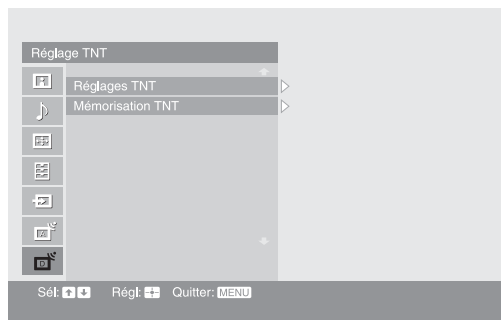 Réglage TNT
Réglages TNT
Mémorisation TNT
Sél: Régl: Quitter: MENU